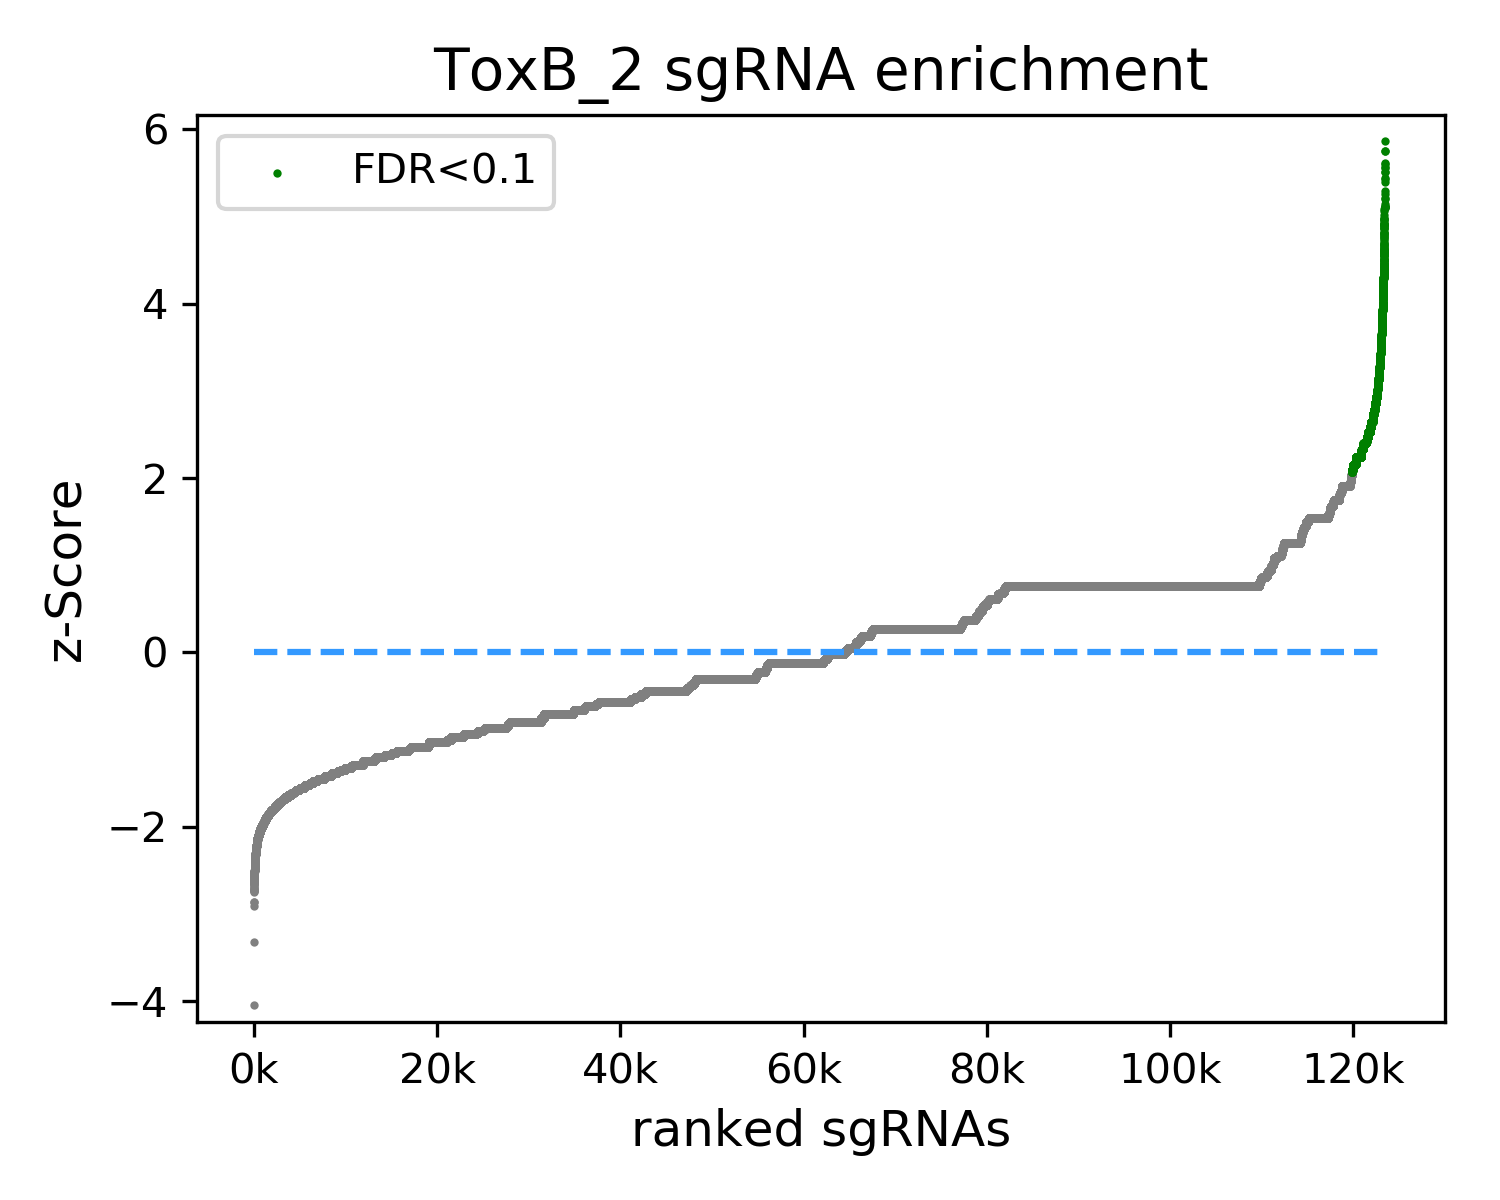 ToxB_2 sgRNA enrichment
FDR<0.1
z-Score
6
4
2
0
−2
−4
0k 20k 40k 60k 80k 100k 120k
ranked sgRNAs